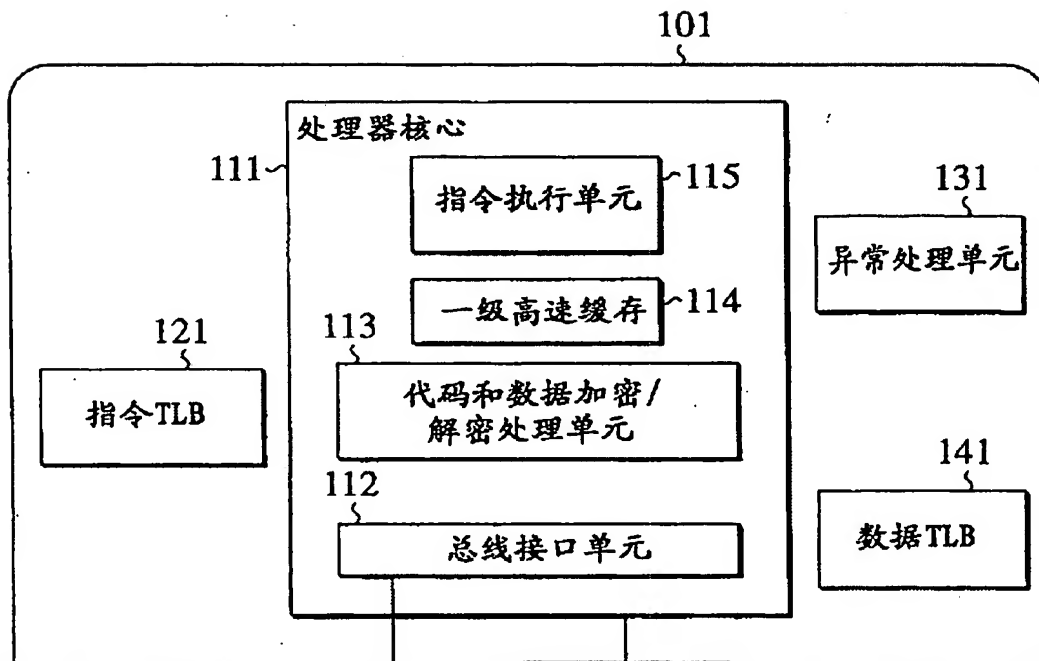 101
处理器核心
111
指令执行单元
115
131
异常处理单元
一级高速缓存
114
113
121
代码和数据加密/
解密处理单元
指令TLB
112
141
总线接口单元
数据TLB